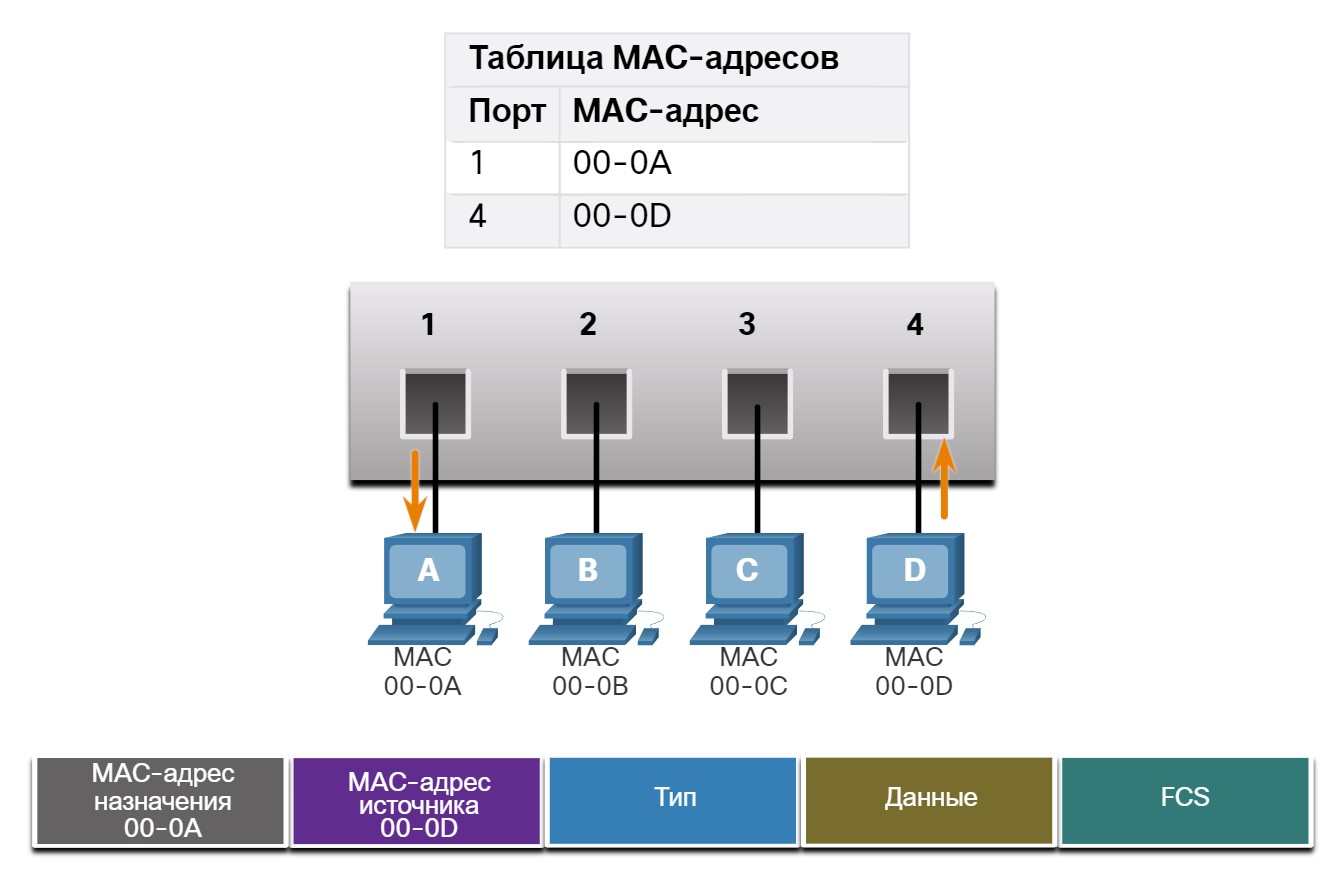 Таблица MAC-адресов
Порт MAC-адрес
1 00-0A
4 00-0D
1 2 3 4
A B C D
MAC MAC MAC MAC
00-0A 00-0B 00-0C 00-0D
MAC-адрес
назначения
00-0A
MAC-адрес
источника
00-0D
Тип
Данные
FCS